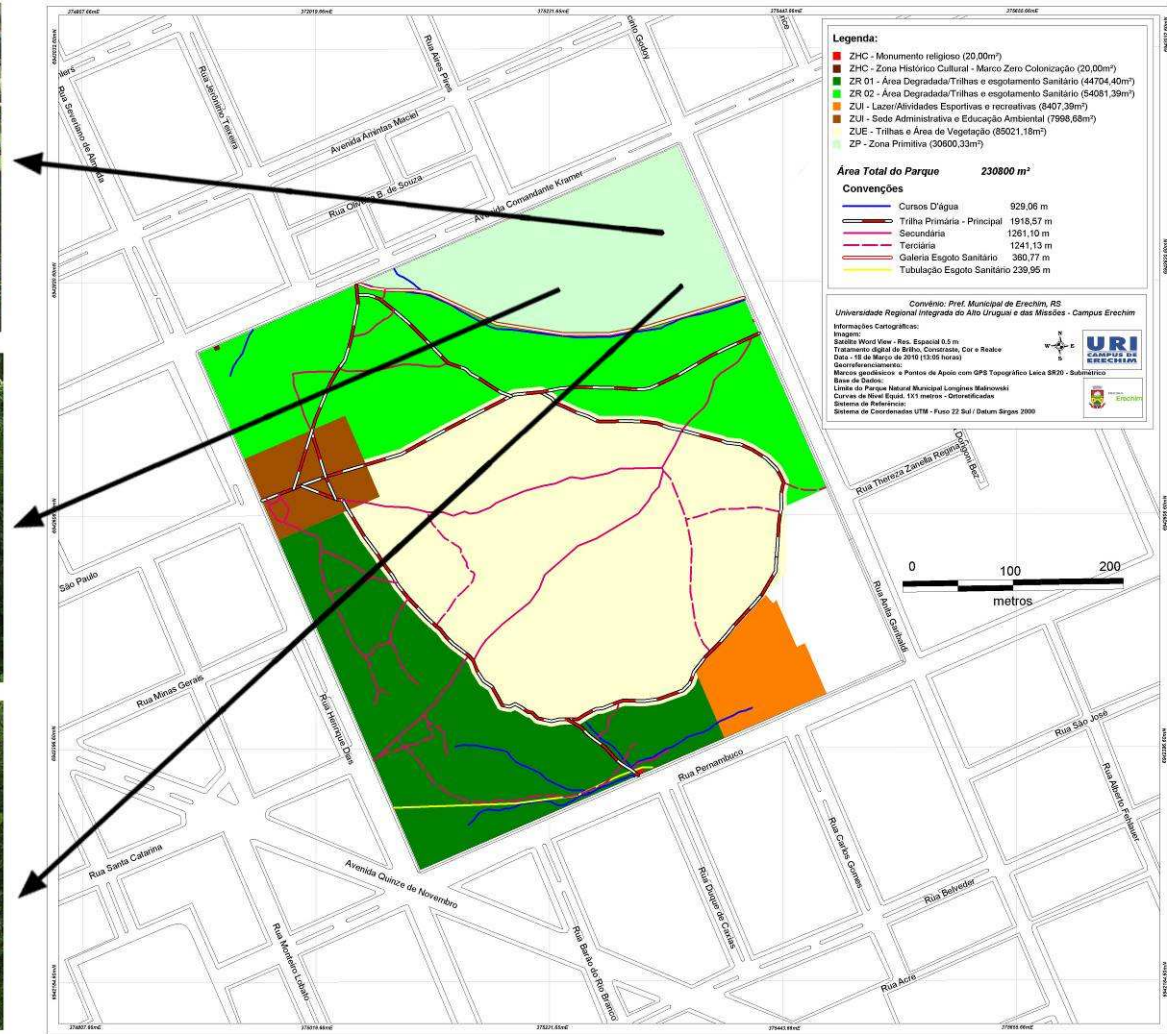 Legenda:
ZHC - Monumento religioso (20,00m²)
ZHC - Zona Histórico Cultural - Marco Zero Colonização (20,00m²)
ZR 01 - Área Degradada/Trilhas e esgotamento Sanitário (44704,40m²)
ZR 02 - Área Degradada/Trilhas e esgotamento Sanitário (54081,39m²)
ZUI - Lazer/Atividades Esportivas e recreativas (8407,39m²)
ZUI - Sede Administrativa e Educação Ambiental (7998,68m²)
ZUE - Trilhas e Área de Vegetação (85021,18m²)
ZP - Zona Primitiva (30600,33m²)
Área Total do Parque 230800 m²
Convenções
Cursos D'água 929,06 m
Trilha Primária - Principal 1918,57 m
Secundária 1261,10 m
Terciária 1241,13 m
Galeria Esgoto Sanitário 360,77 m
Tubulação Esgoto Sanitário 239,95 m
Convênio: Pref. Municipal de Erechim, RS
Universidade Regional Integrada do Alto Uruguai e das Missões - Campus Erechim
Informações Cartográficas:
Imagem:
Satélite Word View - Res. Espacial 0.5 m
Tratamento digital de Brilho, Constraste, Cor e Realce
Data - 18 de Março de 2010 (13:05 horas)
Georreferenciamento:
Marcos geodésicos e Pontos de Apoio com GPS Topográfico Leica SR20 - Submétrico
Base de Dados:
Limite do Parque Natural Municipal Longines Malinowski
Curvas de Nível Equid. 1X1 metros - Ortoretificadas
Sistema de Referência:
Sistema de Coordenadas UTM - Fuso 22 Sul / Datum Sirgas 2000
N
W E
S
URI
CAMPUS DE
ERECHIM
Erechim
Rua Severiano de Almeida
Rua Jerônimo Teixeira
Rua Aires Pires
Godoy
Avenida Amintas Maciel
Rua Oliveira B. de Souza
Avenida Comandante Kramer
Rua Thereza Zanella Regina
Dorigoni Bez
Rua Anita Garibaldi
0 100 200
metros
São Paulo
Rua Minas Gerais
Rua Henrique Dias
Rua Pernambuco
Rua São José
Rua Alberto Fehlauer
Rua Santa Catarina
Avenida Quinze de Novembro
Rua Carlos Gomes
Rua Duque de Caxias
Rua Belveder
Rua Monteiro Lobato
Rua Barão do Rio Branco
Rua Acre